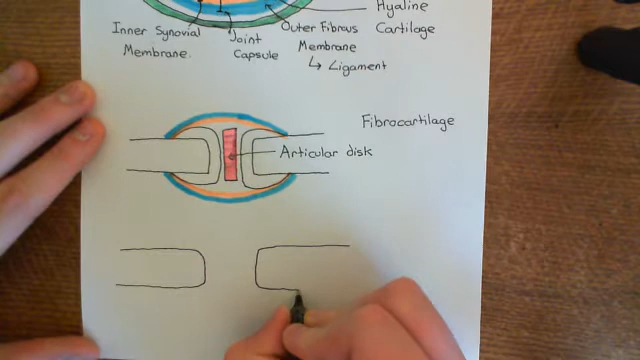 Hyaline
Cartilage
Inner Synovial
Membrane.
Joint
Capsule
Outer Fibrous
Membrane
↳ Ligament
Fibrocartilage
Articular disk